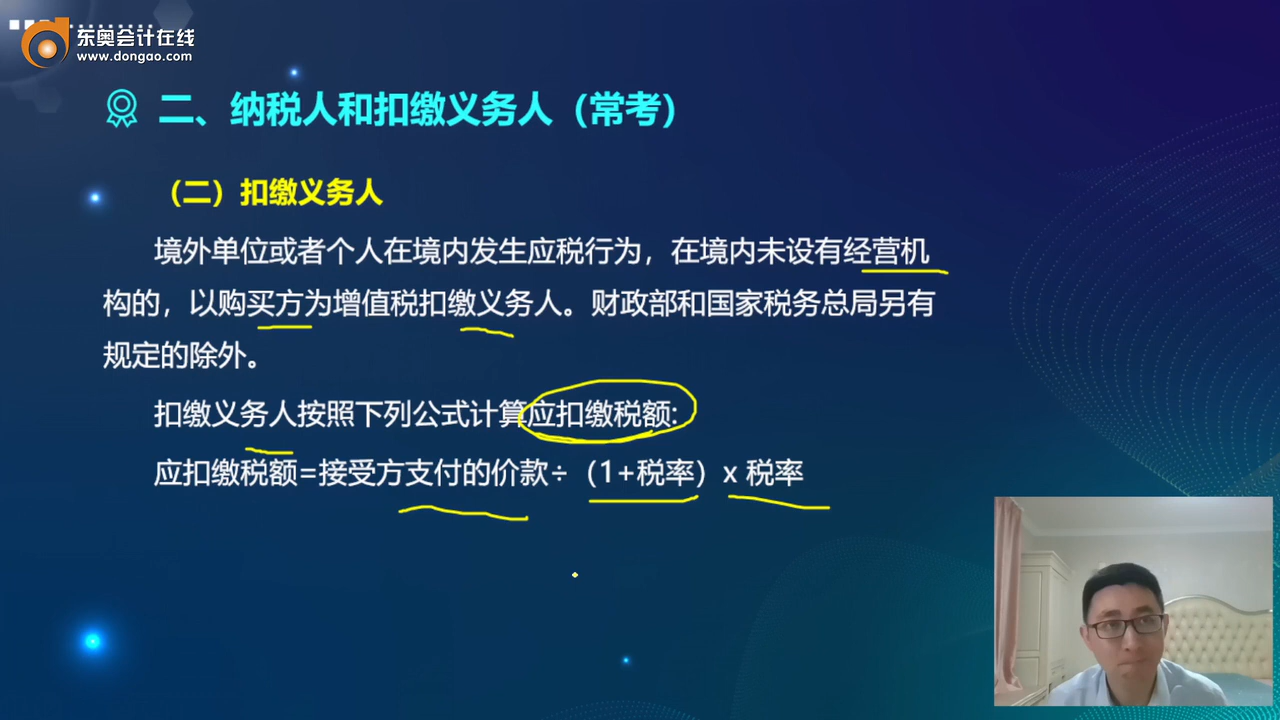 东奥会计在线
www.dongao.com
二、纳税人和扣缴义务人（常考）
（二）扣缴义务人
境外单位或者个人在境内发生应税行为，在境内未设有经营机
构的，以购买方为增值税扣缴义务人。财政部和国家税务总局另有
规定的除外。
扣缴义务人按照下列公式计算应扣缴税额:
应扣缴税额=接受方支付的价款÷（1+税率）x 税率